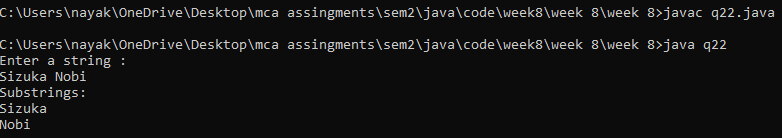 C:\Users\nayak\OneDrive\Desktop\mca assingments\sem2\java\code\week8\week 8\week 8>javac q22.java
C:\Users\nayak\OneDrive\Desktop\mca assingments\sem2\java\code\week8\week 8\week 8>java q22
Enter a string :
Sizuka Nobi
Substrings:
Sizuka
Nobi